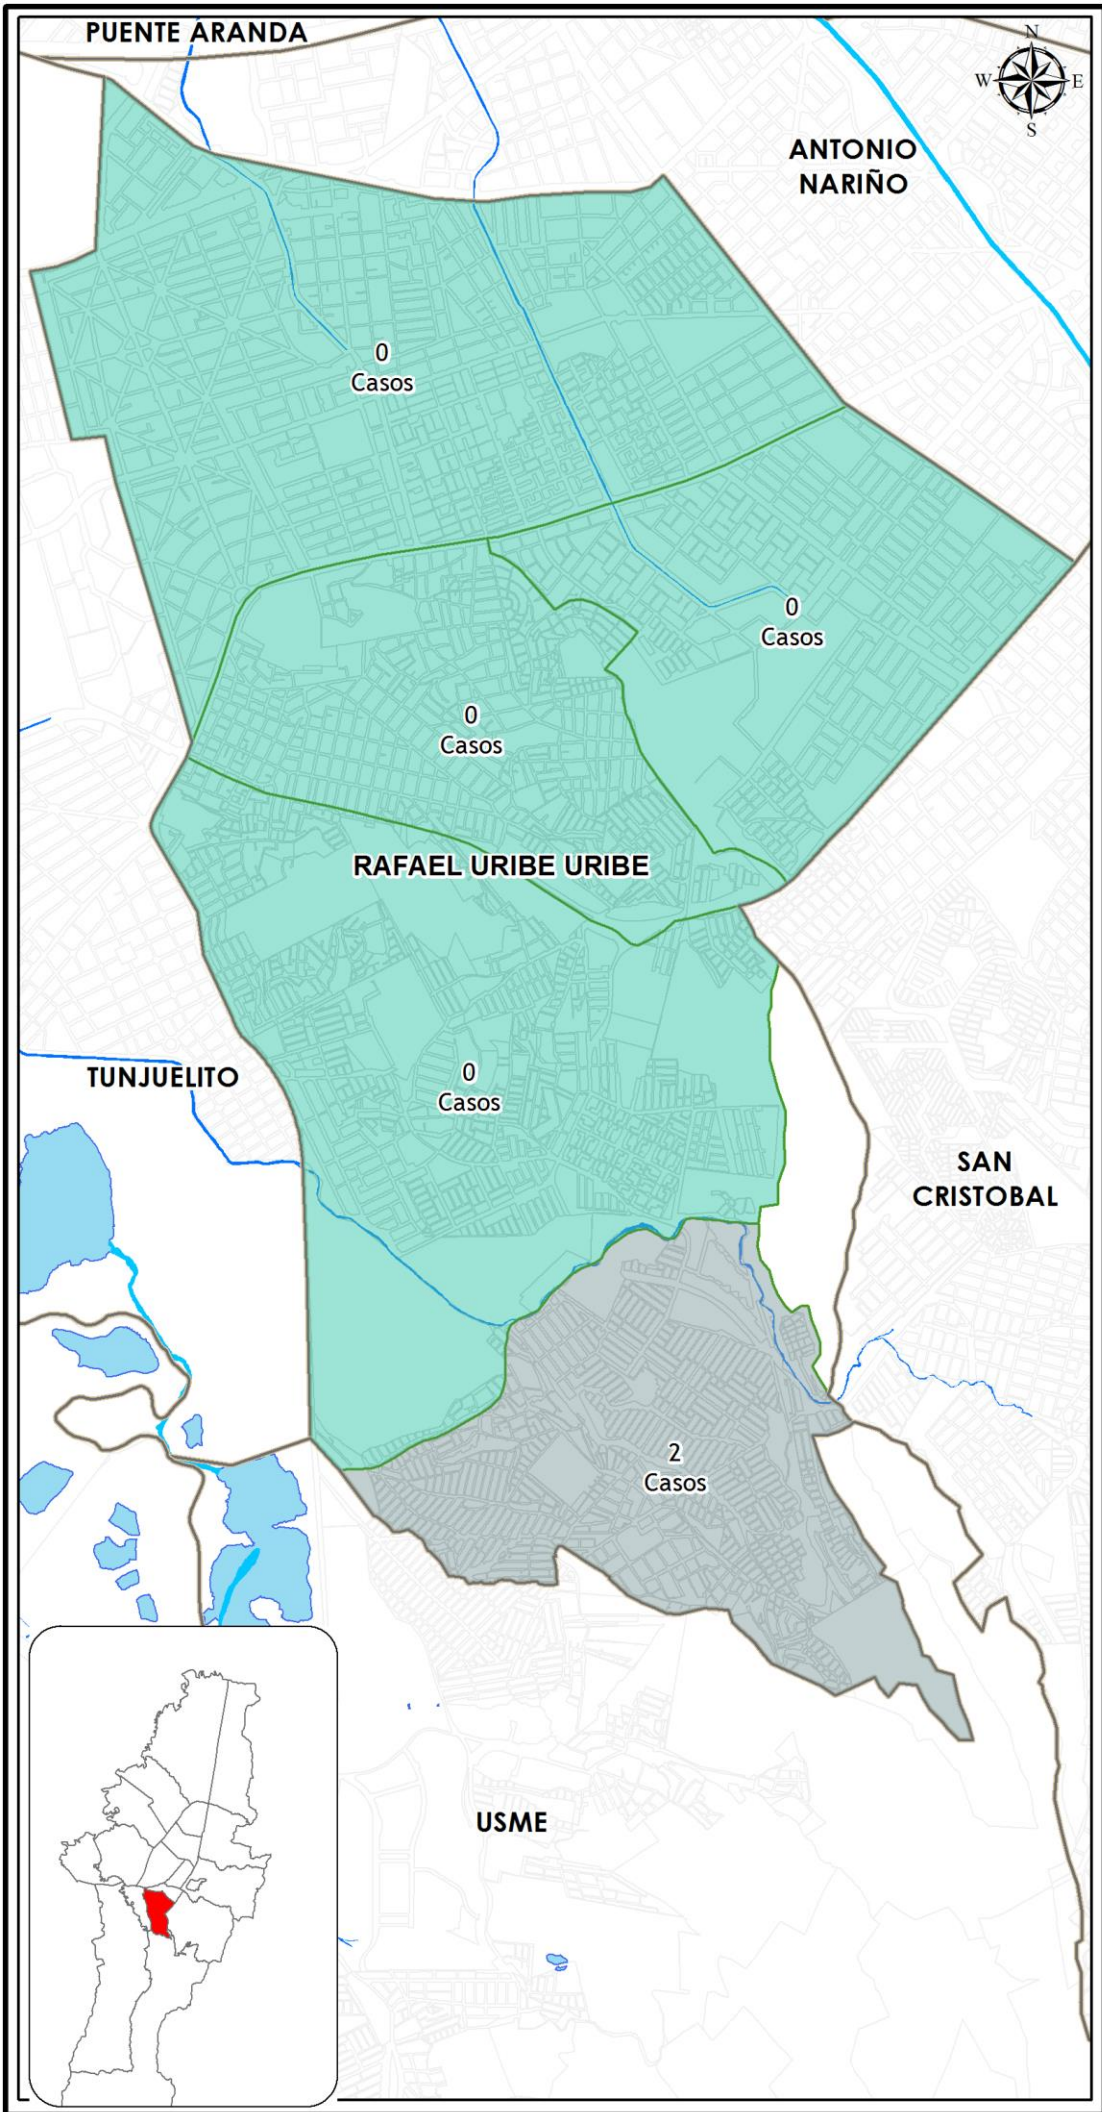 PUENTE ARANDA
N
W
E
S
ANTONIO
NARIÑO
0
Casos
0
Casos
0
Casos
RAFAEL URIBE URIBE
0
Casos
TUNJUELITO
SAN
CRISTOBAL
2
Casos
USME